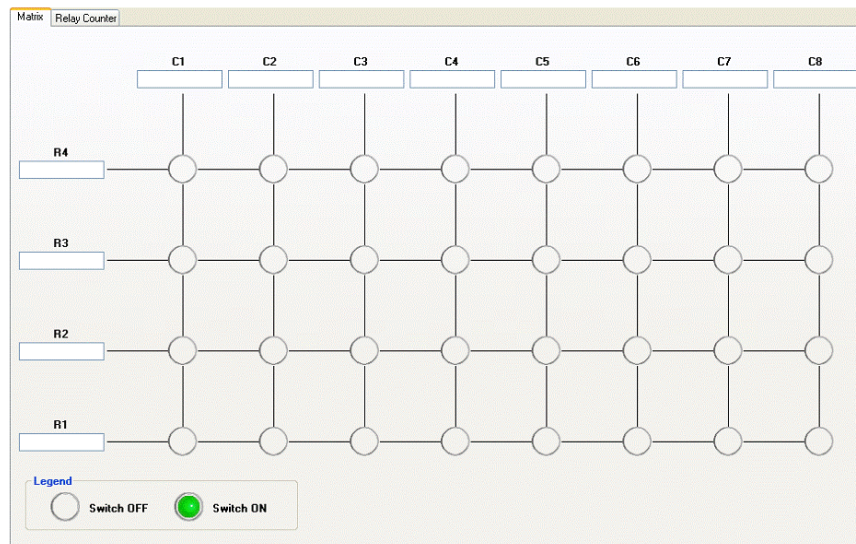 Matrix Relay Counter
C1 C2 C3 C4 C5 C6 C7 C8
R4
R3
R2
R1
Legend
Switch OFF Switch ON